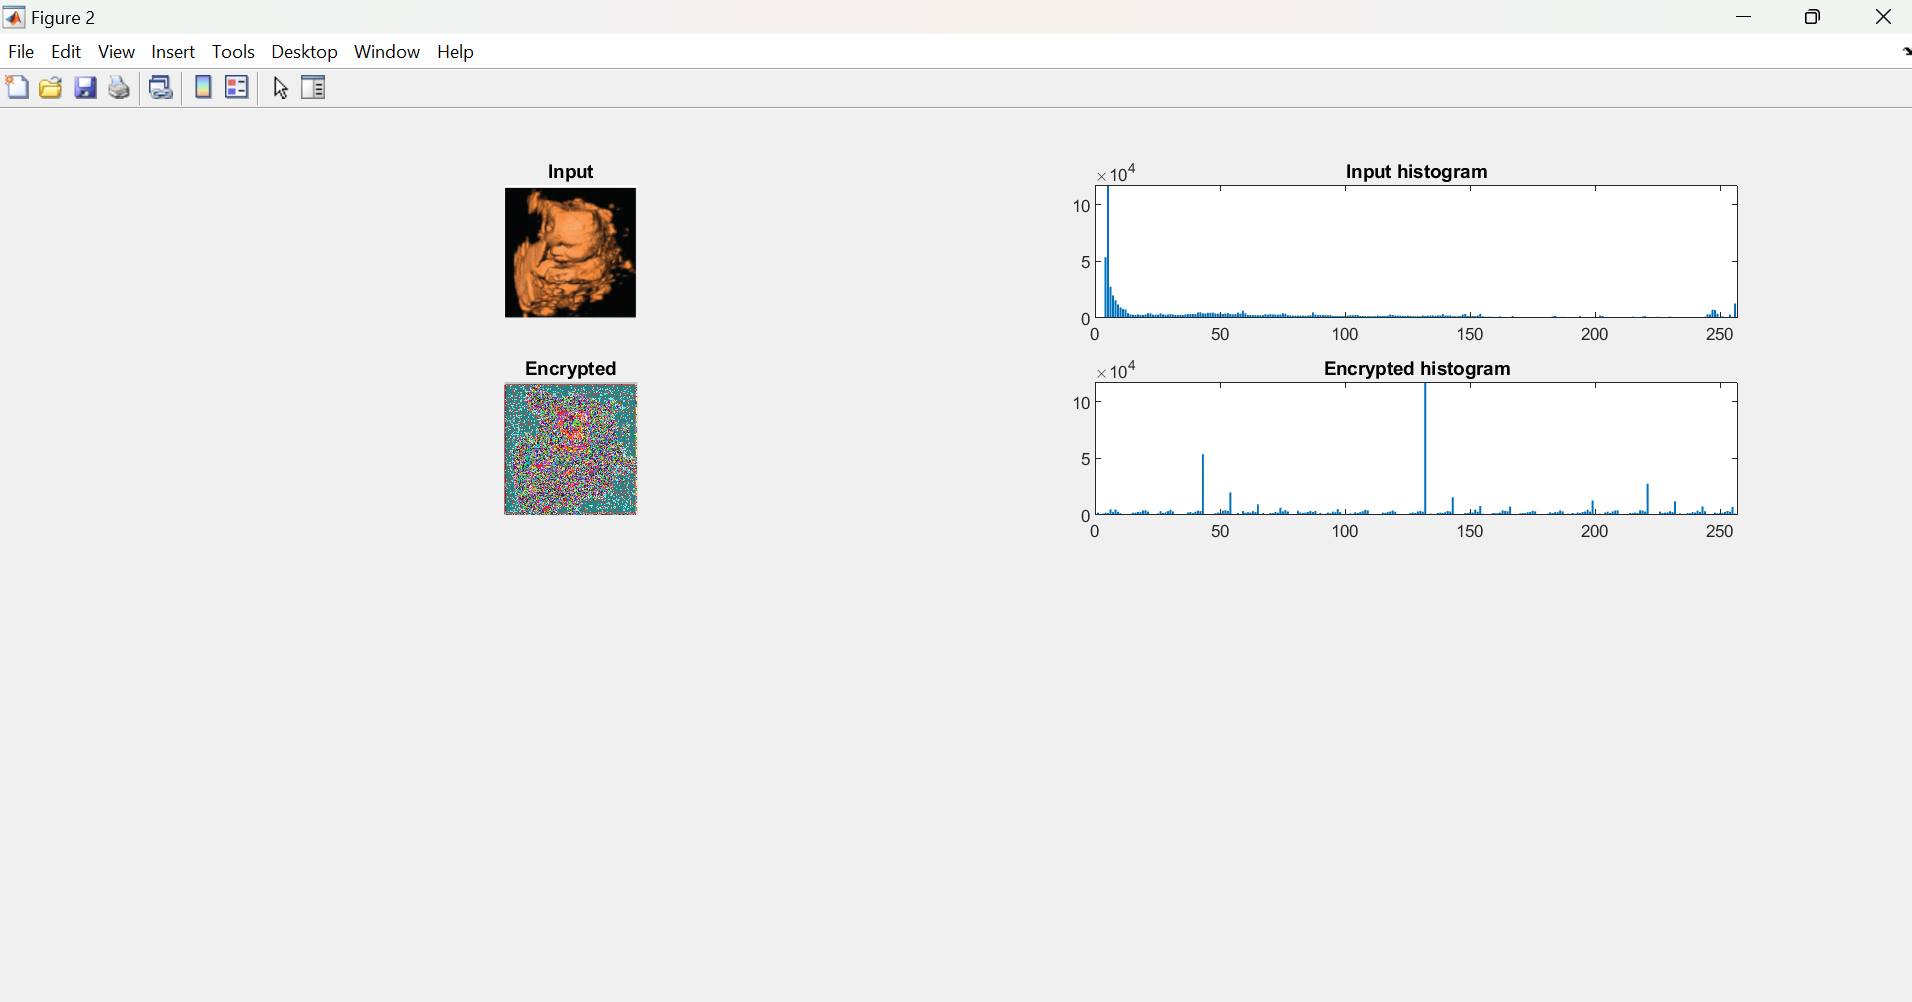 Figure 2
File Edit View Insert Tools Desktop Window Help
Input
Input histogram
×10^4
10
5
0
0 50 100 150 200 250
Encrypted
Encrypted histogram
×10^4
10
5
0
0 50 100 150 200 250